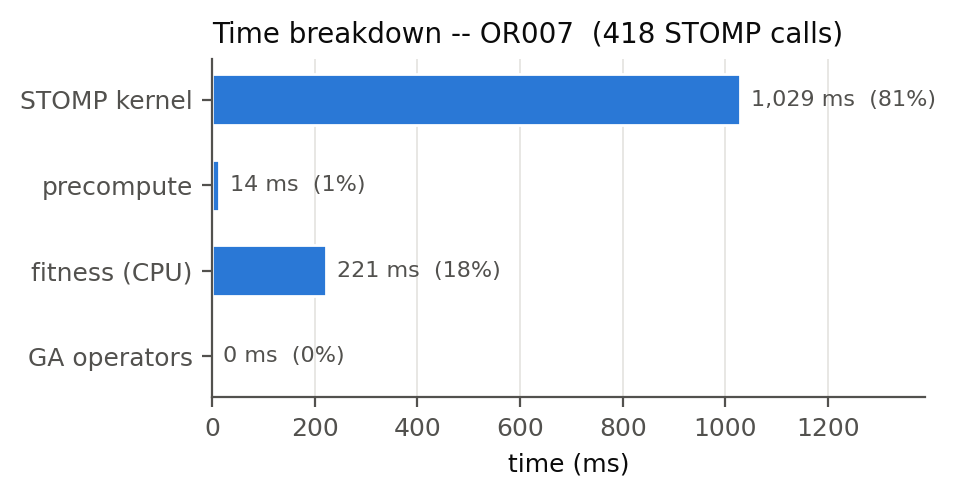 Time breakdown -- OR007  (418 STOMP calls)
STOMP kernel
1,029 ms  (81%)
precompute
14 ms  (1%)
fitness (CPU)
221 ms  (18%)
GA operators
0 ms  (0%)
0 200 400 600 800 1000 1200
time (ms)